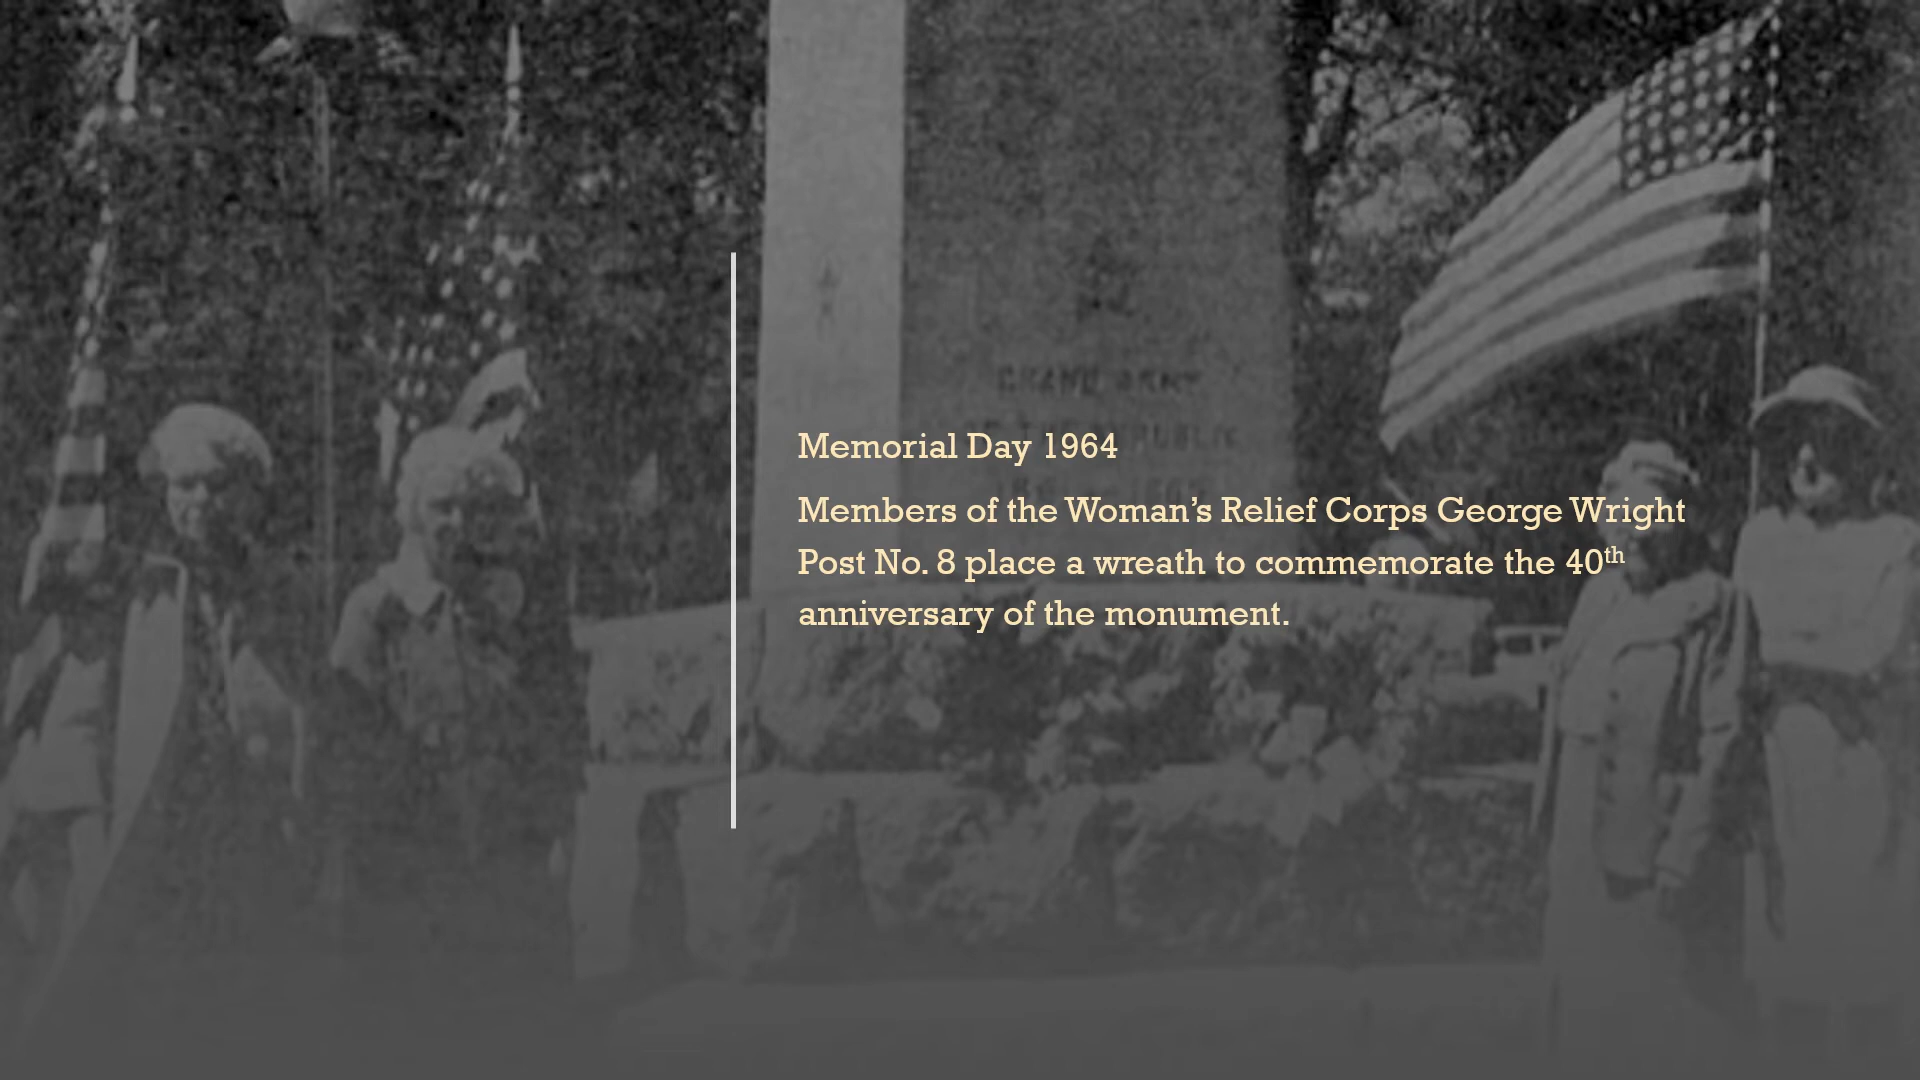 GRAND ARMY
REPUBLIC
Memorial Day 1964
Members of the Woman’s Relief Corps George Wright
Post No. 8 place a wreath to commemorate the 40th
anniversary of the monument.